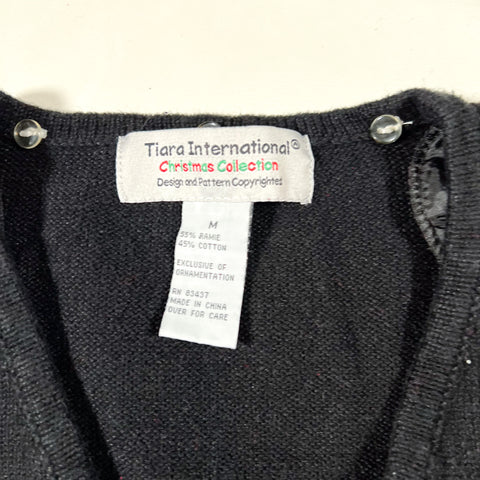 Tiara International®
Christmas Collection
Design and Pattern Copyrighted
M
55% RAMIE
45% COTTON
EXCLUSIVE OF
ORNAMENTATION
RN 83437
MADE IN CHINA
OVER FOR CARE